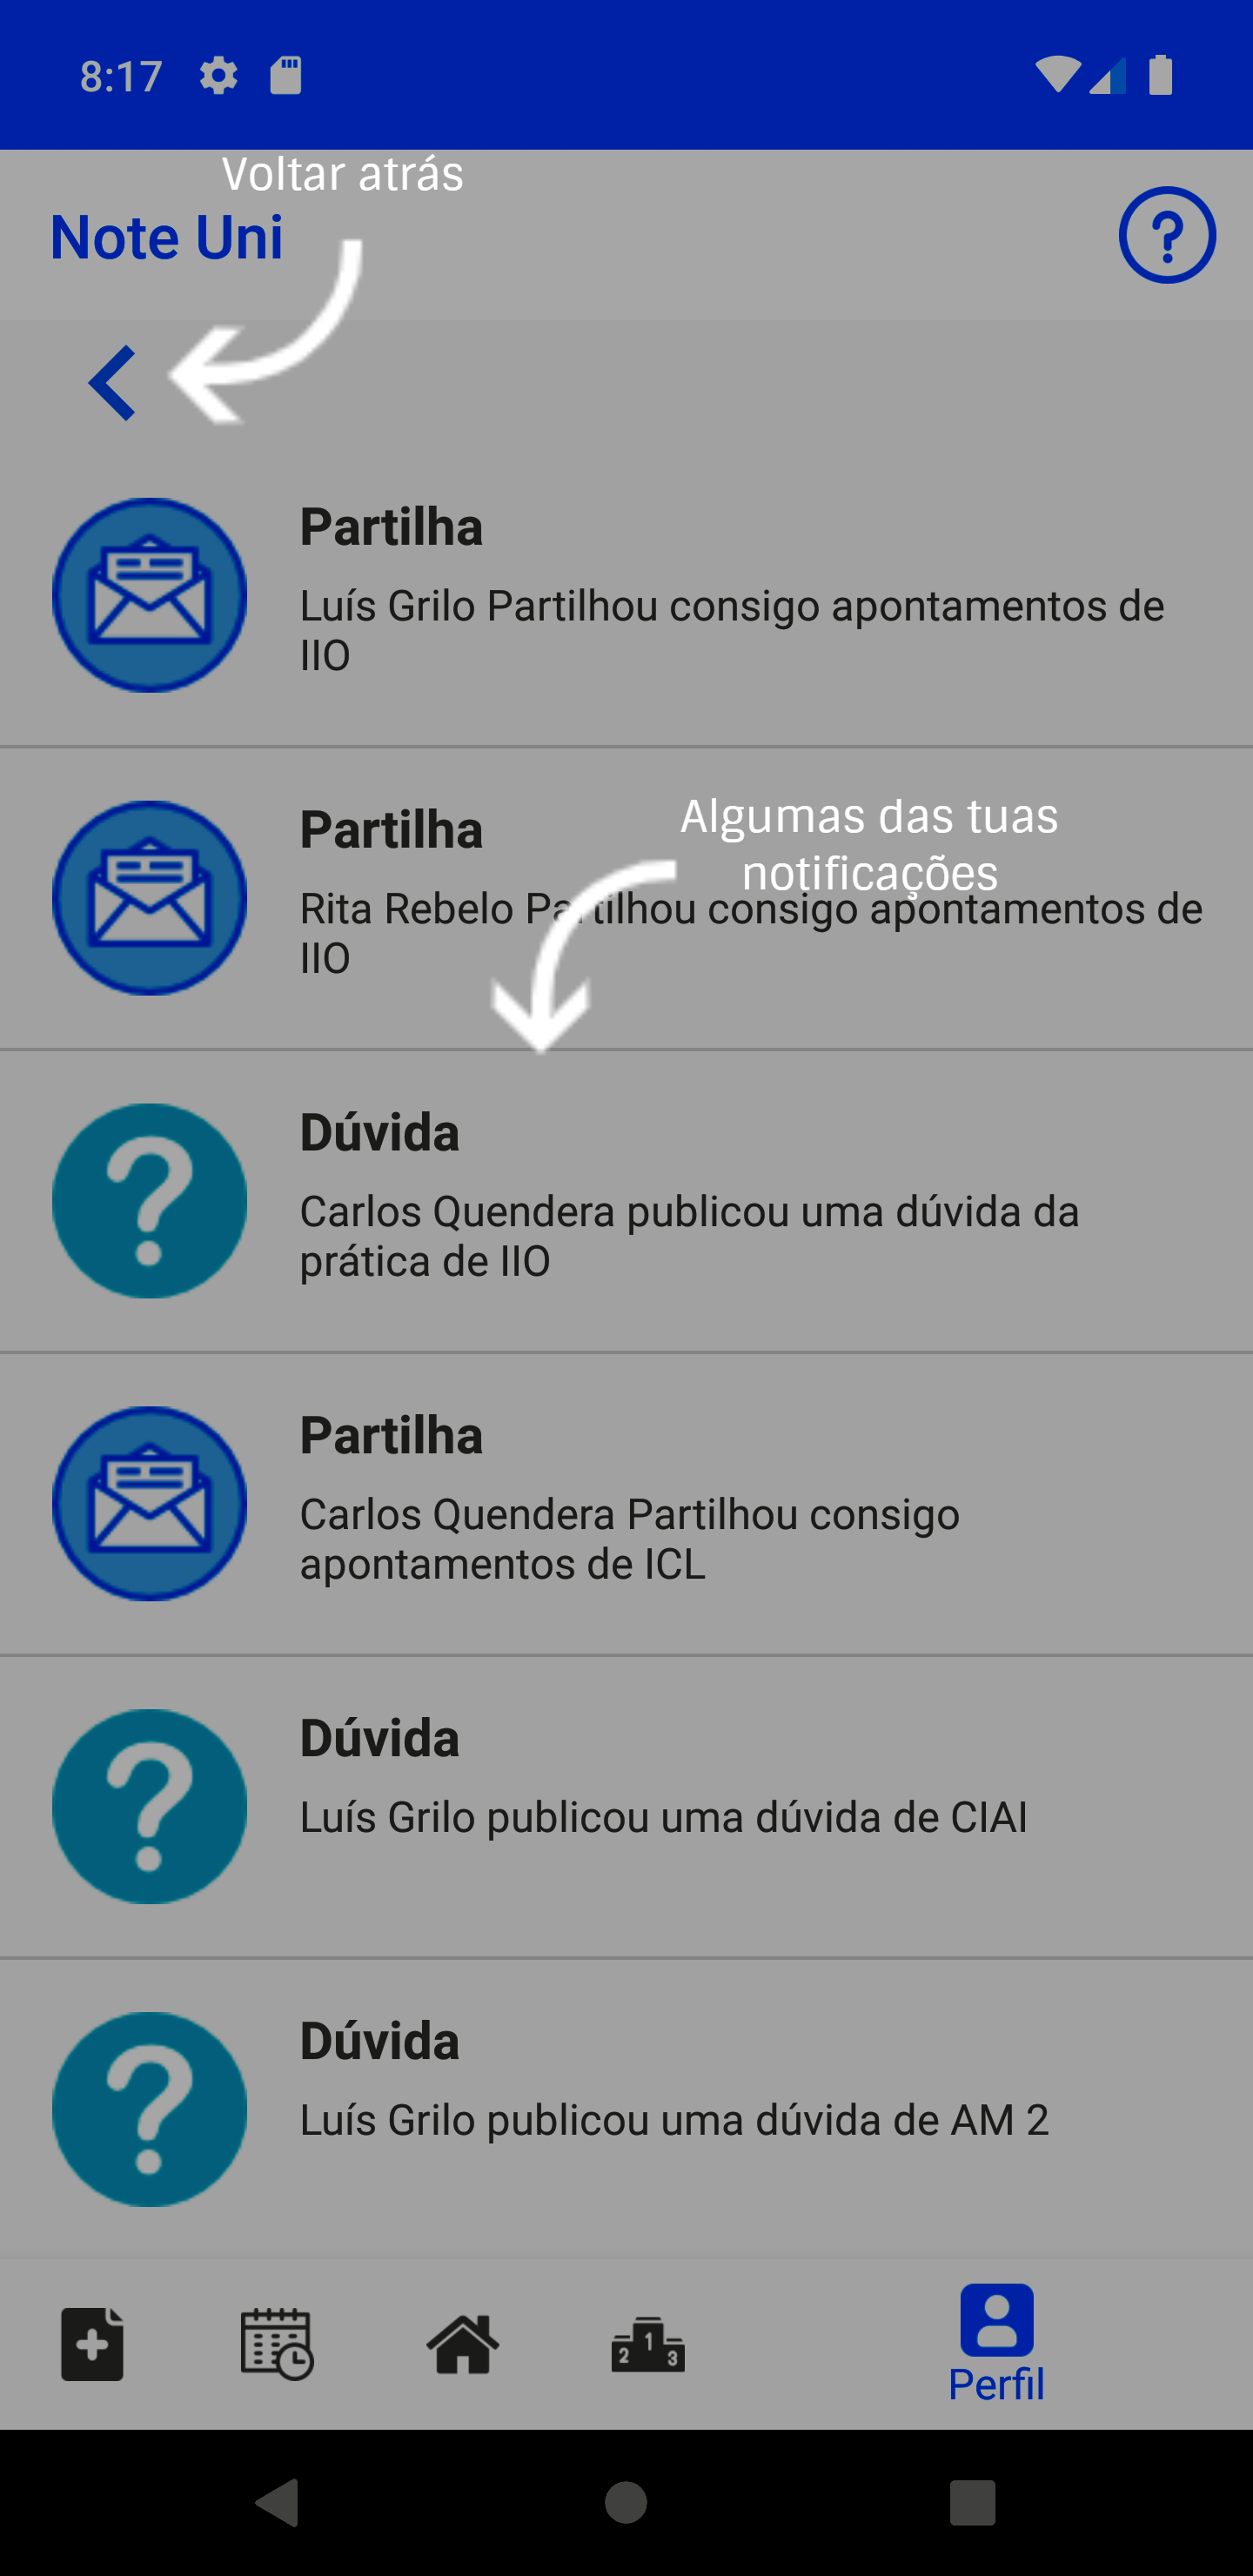 8:17
Voltar atrás
Note Uni
Partilha
Luís Grilo Partilhou consigo apontamentos de
IIO
Partilha
Algumas das tuas
notificações
Rita Rebelo Partilhou consigo apontamentos de
IIO
Dúvida
Carlos Quendera publicou uma dúvida da
prática de IIO
Partilha
Carlos Quendera Partilhou consigo
apontamentos de ICL
Dúvida
Luís Grilo publicou uma dúvida de CIAI
Dúvida
Luís Grilo publicou uma dúvida de AM 2
2 1 3
Perfil